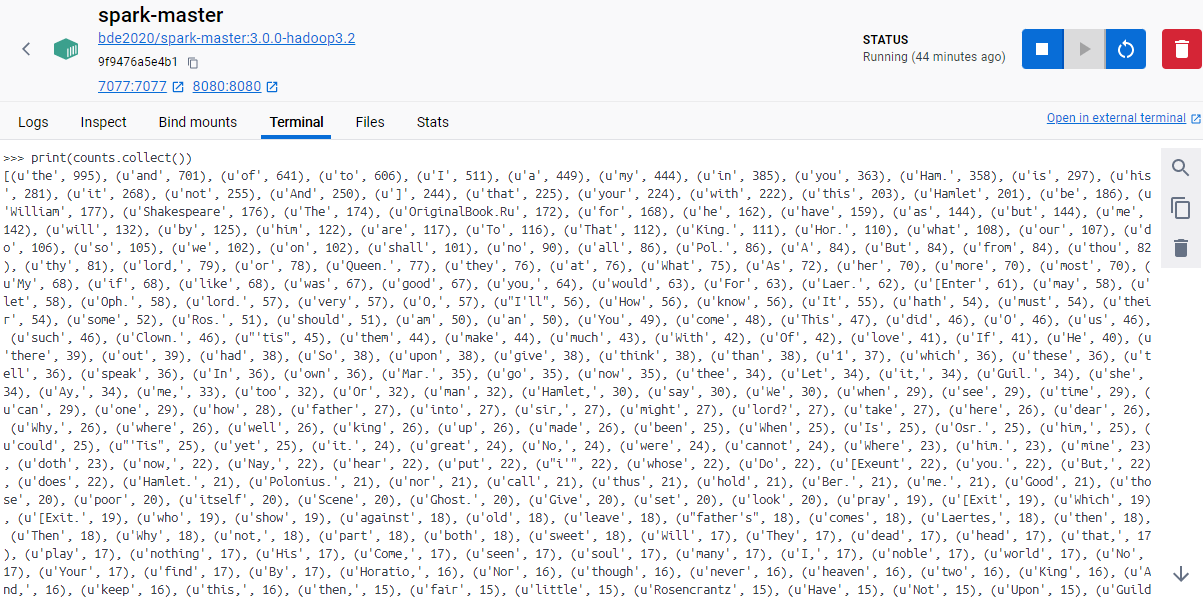 spark-master
bde2020/spark-master:3.0.0-hadoop3.2
9f9476a5e4b1
7077:7077 8080:8080
STATUS
Running (44 minutes ago)
Logs Inspect Bind mounts Terminal Files Stats
Open in external terminal
>>> print(counts.collect())
[(u'the', 995), (u'and', 701), (u'of', 641), (u'to', 606), (u'I', 511), (u'a', 449), (u'my', 444), (u'in', 385), (u'you', 363), (u'Ham.', 358), (u'is', 297), (u'his
', 281), (u'it', 268), (u'not', 255), (u'And', 250), (u']', 244), (u'that', 225), (u'your', 224), (u'with', 222), (u'this', 203), (u'Hamlet', 201), (u'be', 186), (u
'William', 177), (u'Shakespeare', 176), (u'The', 174), (u'OriginalBook.Ru', 172), (u'for', 168), (u'he', 162), (u'have', 159), (u'as', 144), (u'but', 144), (u'me',
142), (u'will', 132), (u'by', 125), (u'him', 122), (u'are', 117), (u'To', 116), (u'That', 112), (u'King.', 111), (u'Hor.', 110), (u'what', 108), (u'our', 107), (u'd
o', 106), (u'so', 105), (u'we', 102), (u'on', 102), (u'shall', 101), (u'no', 90), (u'all', 86), (u'Pol.', 86), (u'A', 84), (u'But', 84), (u'from', 84), (u'thou', 82
), (u'thy', 81), (u'lord,', 79), (u'or', 78), (u'Queen.', 77), (u'they', 76), (u'at', 76), (u'What', 75), (u'As', 72), (u'her', 70), (u'more', 70), (u'most', 70), (
u'My', 68), (u'if', 68), (u'like', 68), (u'was', 67), (u'good', 67), (u'you,', 64), (u'would', 63), (u'For', 63), (u'Laer.', 62), (u'[Enter', 61), (u'may', 58), (u'
let', 58), (u'Oph.', 58), (u'lord.', 57), (u'very', 57), (u'O,', 57), (u"I'll", 56), (u'How', 56), (u'know', 56), (u'It', 55), (u'hath', 54), (u'must', 54), (u'thei
r', 54), (u'some', 52), (u'Ros.', 51), (u'should', 51), (u'am', 50), (u'an', 50), (u'You', 49), (u'come', 48), (u'This', 47), (u'did', 46), (u'O', 46), (u'us', 46),
(u'such', 46), (u'Clown.', 46), (u"'tis", 45), (u'them', 44), (u'make', 44), (u'much', 43), (u'With', 42), (u'Of', 42), (u'love', 41), (u'If', 41), (u'He', 40), (u
'there', 39), (u'out', 39), (u'had', 38), (u'So', 38), (u'upon', 38), (u'give', 38), (u'think', 38), (u'than', 38), (u'1', 37), (u'which', 36), (u'these', 36), (u't
ell', 36), (u'speak', 36), (u'In', 36), (u'own', 36), (u'Mar.', 35), (u'go', 35), (u'now', 35), (u'thee', 34), (u'Let', 34), (u'it,', 34), (u'Guil.', 34), (u'she',
34), (u'Ay,', 34), (u'me,', 33), (u'too', 32), (u'Or', 32), (u'man', 32), (u'Hamlet,', 30), (u'say', 30), (u'We', 30), (u'when', 29), (u'see', 29), (u'time', 29), (
u'can', 29), (u'one', 29), (u'how', 28), (u'father', 27), (u'into', 27), (u'sir,', 27), (u'might', 27), (u'lord?', 27), (u'take', 27), (u'here', 26), (u'dear', 26),
(u'Why,', 26), (u'where', 26), (u'well', 26), (u'king', 26), (u'up', 26), (u'made', 26), (u'been', 25), (u'When', 25), (u'Is', 25), (u'Osr.', 25), (u'him,', 25), (
u'could', 25), (u"'Tis", 25), (u'yet', 25), (u'it.', 24), (u'great', 24), (u'No,', 24), (u'were', 24), (u'cannot', 24), (u'Where', 23), (u'him.', 23), (u'mine', 23)
, (u'doth', 23), (u'now,', 22), (u'Nay,', 22), (u'hear', 22), (u'put', 22), (u"i'", 22), (u'whose', 22), (u'Do', 22), (u'[Exeunt', 22), (u'you.', 22), (u'But,', 22)
, (u'does', 22), (u'Hamlet.', 21), (u'Polonius.', 21), (u'nor', 21), (u'call', 21), (u'thus', 21), (u'hold', 21), (u'Ber.', 21), (u'me.', 21), (u'Good', 21), (u'tho
se', 20), (u'poor', 20), (u'itself', 20), (u'Scene', 20), (u'Ghost.', 20), (u'Give', 20), (u'set', 20), (u'look', 20), (u'pray', 19), (u'[Exit', 19), (u'Which', 19)
, (u'[Exit.', 19), (u'who', 19), (u'show', 19), (u'against', 18), (u'old', 18), (u'leave', 18), (u"father's", 18), (u'comes', 18), (u'Laertes,', 18), (u'then', 18),
(u'Then', 18), (u'Why', 18), (u'not,', 18), (u'part', 18), (u'both', 18), (u'sweet', 18), (u'Will', 17), (u'They', 17), (u'dead', 17), (u'head', 17), (u'that,', 17
), (u'play', 17), (u'nothing', 17), (u'His', 17), (u'Come,', 17), (u'seen', 17), (u'soul', 17), (u'many', 17), (u'I,', 17), (u'noble', 17), (u'world', 17), (u'No',
17), (u'Your', 17), (u'find', 17), (u'By', 17), (u'Horatio,', 16), (u'Nor', 16), (u'though', 16), (u'never', 16), (u'heaven', 16), (u'two', 16), (u'King', 16), (u'A
nd,', 16), (u'keep', 16), (u'this,', 16), (u'then,', 15), (u'fair', 15), (u'little', 15), (u'Rosencrantz', 15), (u'Have', 15), (u'Not', 15), (u'Upon', 15), (u'Guild